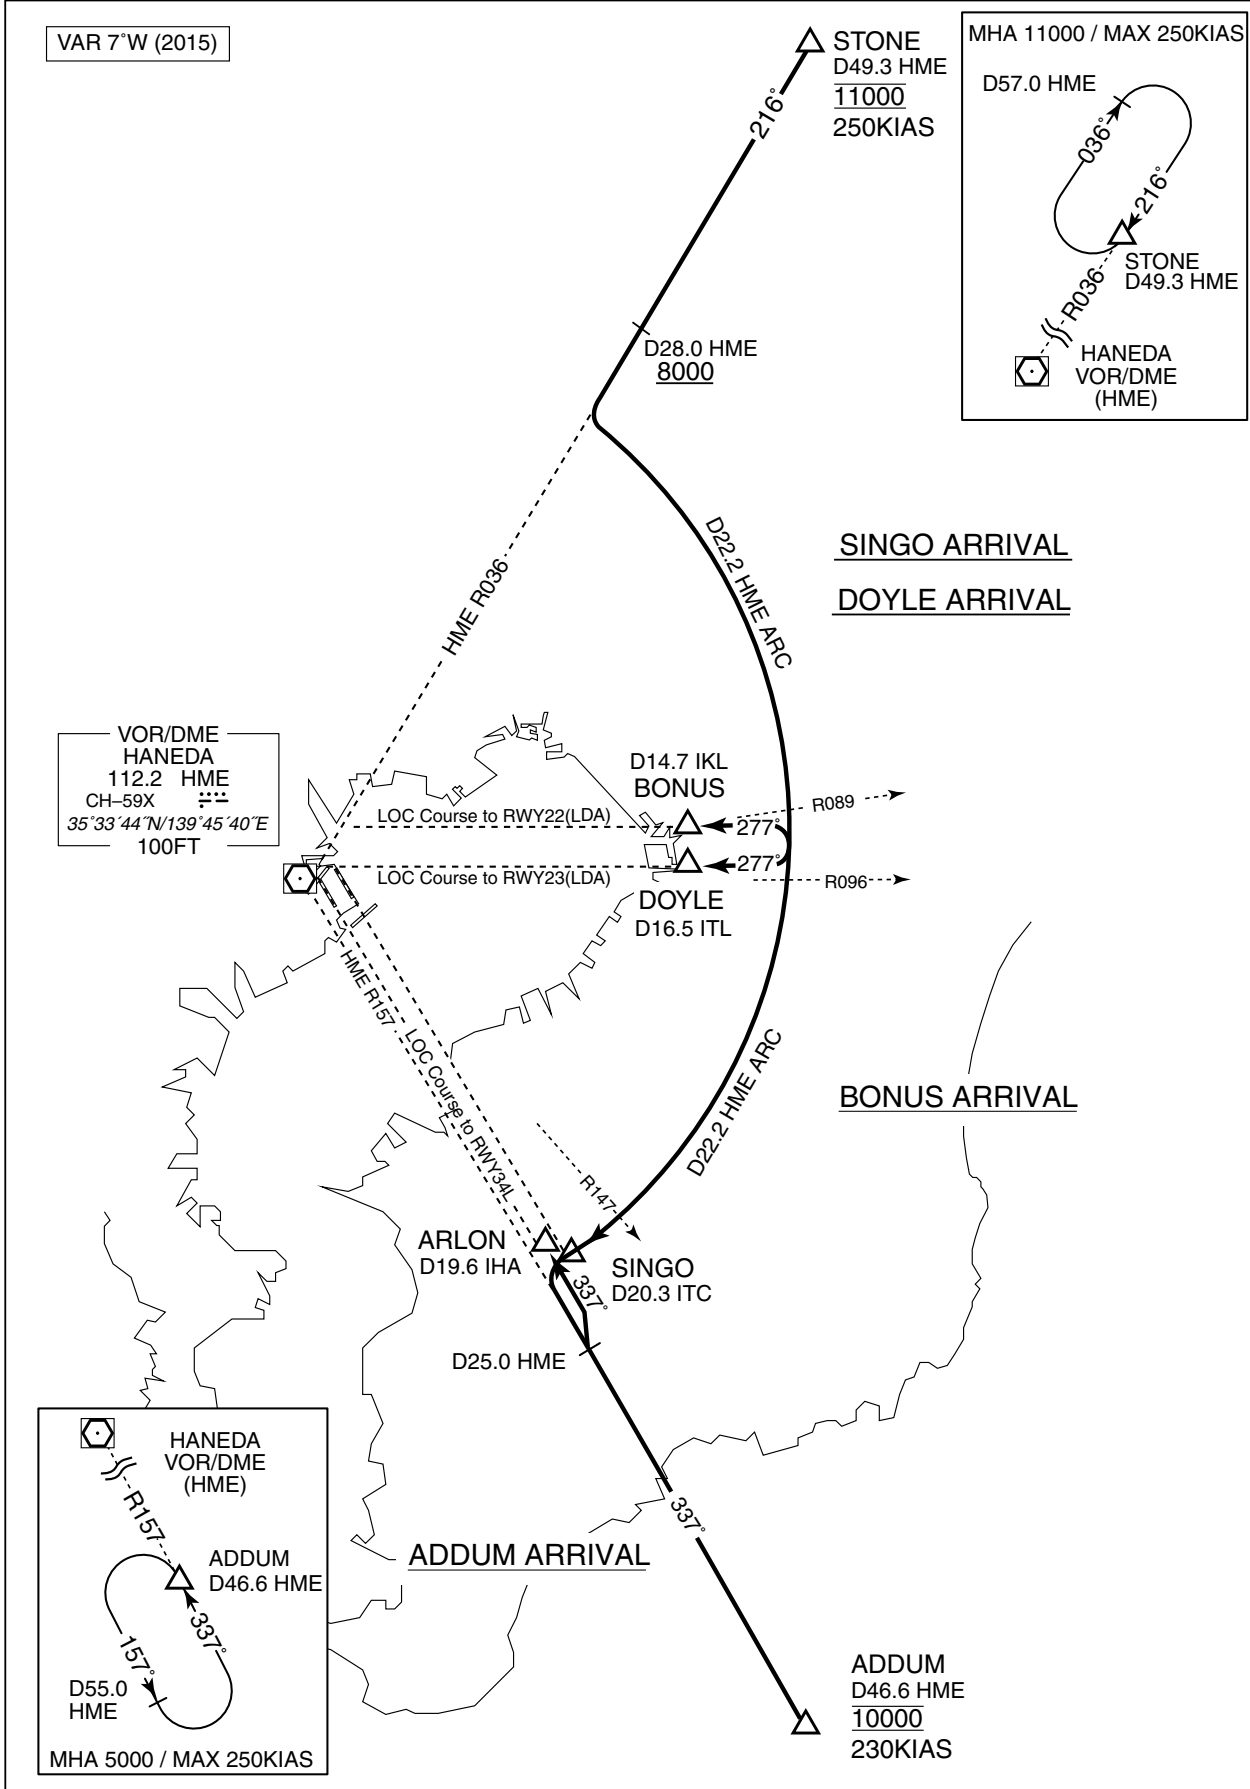 VAR 7˚W (2015)
STONE
D49.3 HME
11000
250KIAS
216˚
MHA 11000 / MAX 250KIAS
D57.0 HME
036˚
216˚
STONE
D49.3 HME
R036
HANEDA
VOR/DME
(HME)
D28.0 HME
8000
D22.2 HME ARC
SINGO ARRIVAL
DOYLE ARRIVAL
HME R036
VOR/DME
HANEDA
112.2 HME
CH–59X
35˚33´44˝N/139˚45´40˝E
100FT
D14.7 IKL
BONUS
LOC Course to RWY22(LDA)
277˚
R089
LOC Course to RWY23(LDA)
277˚
R096
DOYLE
D16.5 ITL
HME R157
LOC Course to RWY34L
D22.2 HME ARC
BONUS ARRIVAL
R147
ARLON
D19.6 IHA
SINGO
D20.3 ITC
337˚
D25.0 HME
337˚
HANEDA
VOR/DME
(HME)
R157
ADDUM
D46.6 HME
337˚
157˚
D55.0
HME
MHA 5000 / MAX 250KIAS
ADDUM ARRIVAL
ADDUM
D46.6 HME
10000
230KIAS